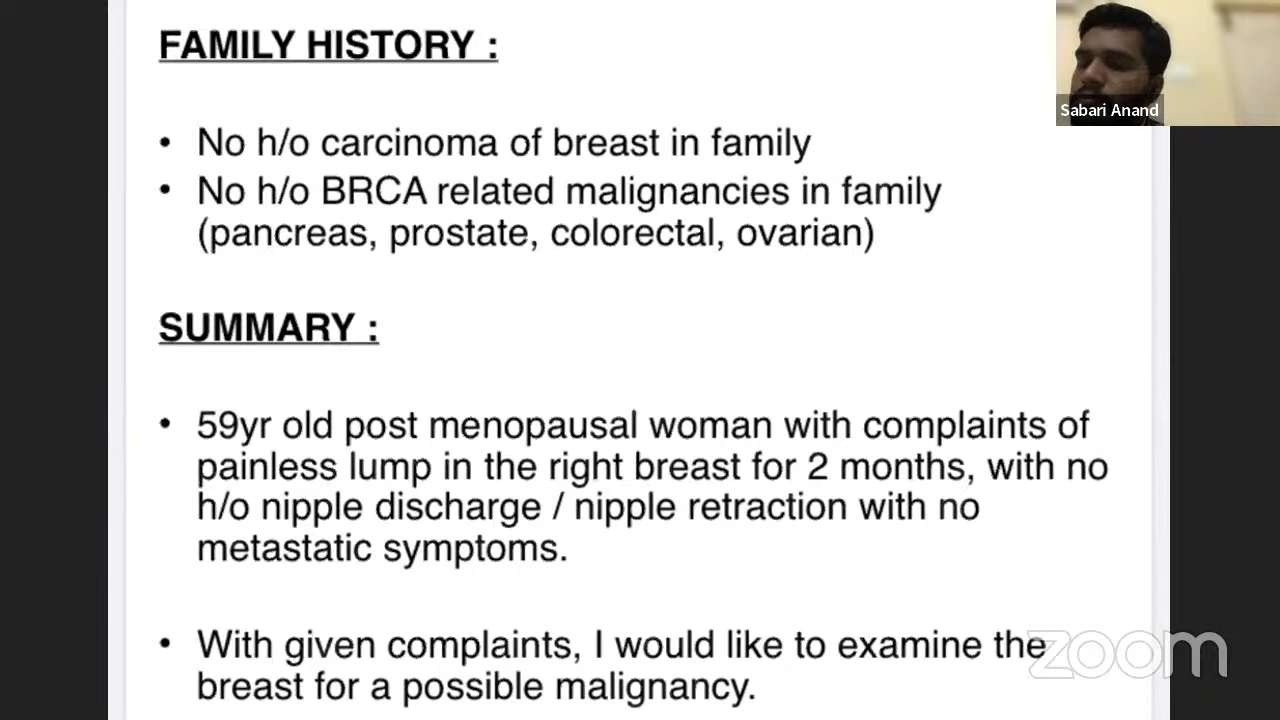 FAMILY HISTORY :
Sabari Anand
• No h/o carcinoma of breast in family
• No h/o BRCA related malignancies in family
(pancreas, prostate, colorectal, ovarian)
SUMMARY :
• 59yr old post menopausal woman with complaints of
painless lump in the right breast for 2 months, with no
h/o nipple discharge / nipple retraction with no
metastatic symptoms.
• With given complaints, I would like to examine the
breast for a possible malignancy.
zoom